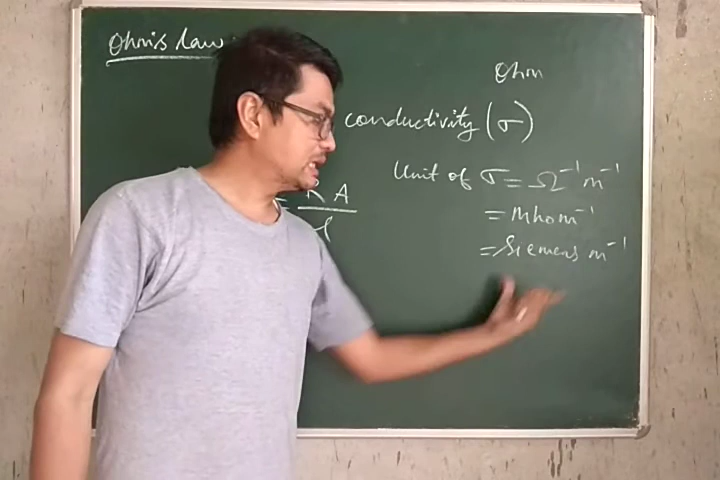 Ohm's law
Ohm
conductivity (σ)
Unit of σ = Ω⁻¹ m⁻¹
= Mho m⁻¹
= Siemens m⁻¹
= R A
l